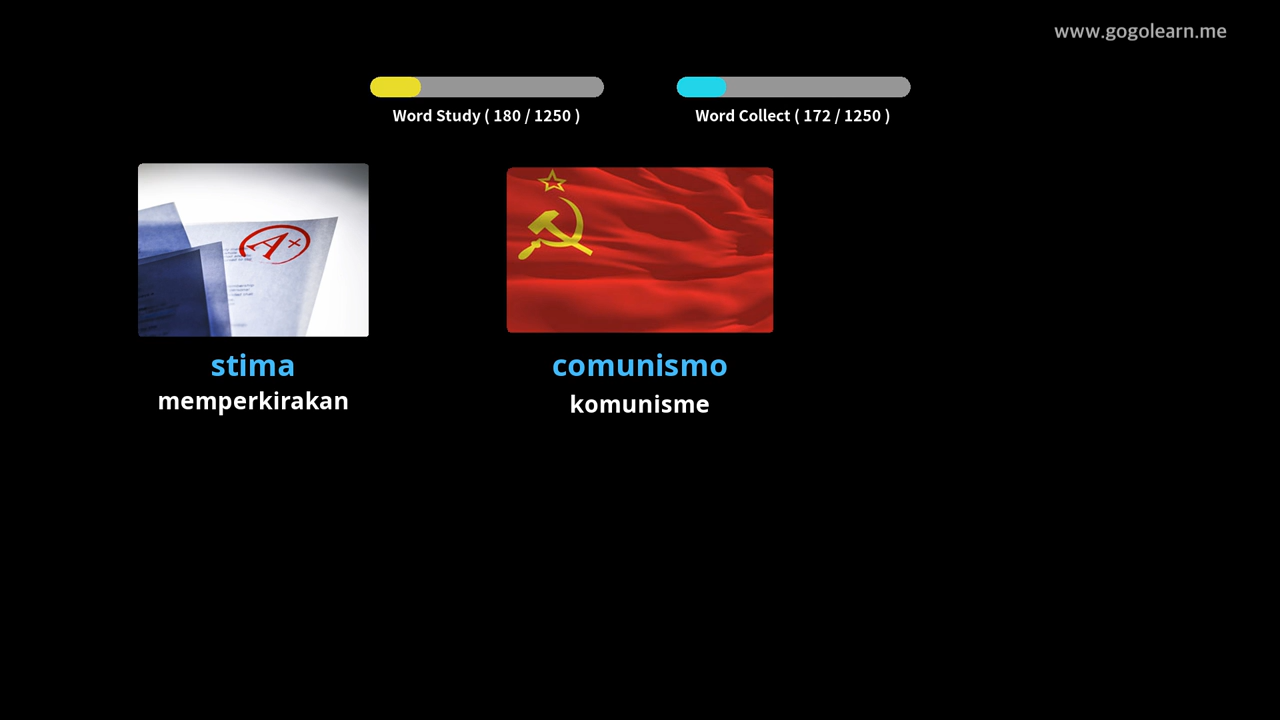 www.gogolearn.me
Word Study ( 180 / 1250 )
Word Collect ( 172 / 1250 )
A+
stima
memperkirakan
comunismo
komunisme